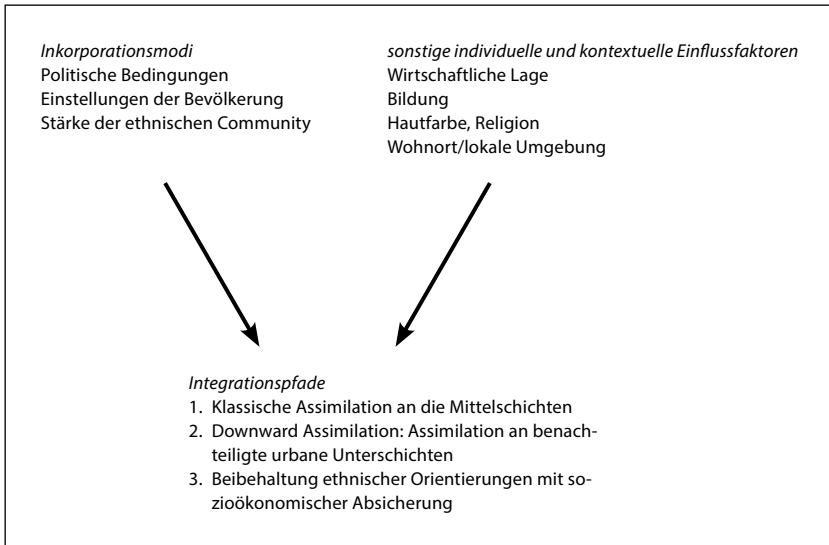 Inkorporationsmodi
Politische Bedingungen
Einstellungen der Bevölkerung
Stärke der ethnischen Community
sonstige individuelle und kontextuelle Einflussfaktoren
Wirtschaftliche Lage
Bildung
Hautfarbe, Religion
Wohnort/lokale Umgebung
Integrationspfade
1. Klassische Assimilation an die Mittelschichten
2. Downward Assimilation: Assimilation an benach-
teiligte urbane Unterschichten
3. Beibehaltung ethnischer Orientierungen mit so-
zioökonomischer Absicherung